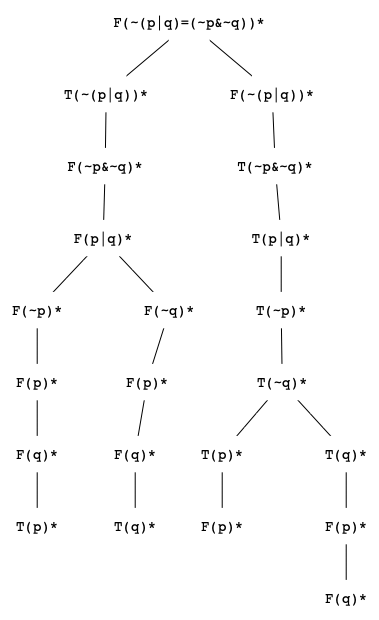 F(~(p|q)=(~p&~q))*
T(~(p|q))* F(~(p|q))*
F(~p&~q)* T(~p&~q)*
F(p|q)* T(p|q)*
F(~p)* F(~q)* T(~p)*
F(p)* F(p)* T(~q)*
F(q)* F(q)* T(p)* T(q)*
T(p)* T(q)* F(p)* F(p)*
F(q)*